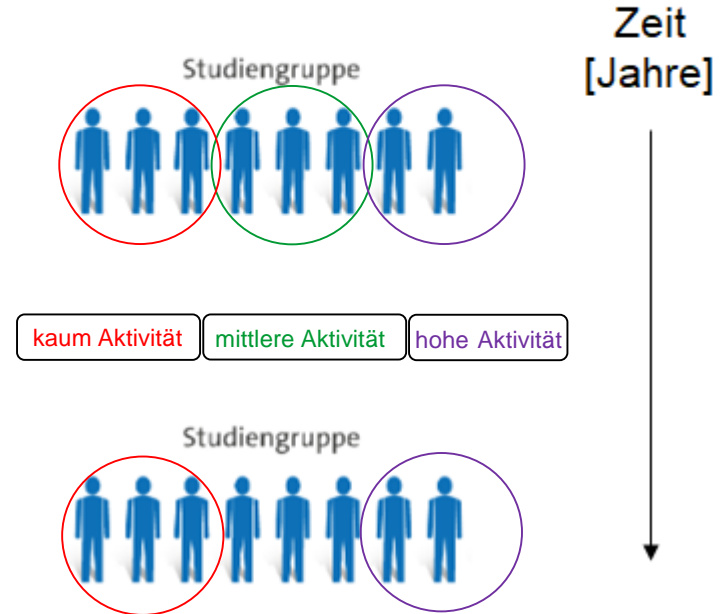 Zeit
[Jahre]
Studiengruppe
kaum Aktivität
mittlere Aktivität
hohe Aktivität
Studiengruppe